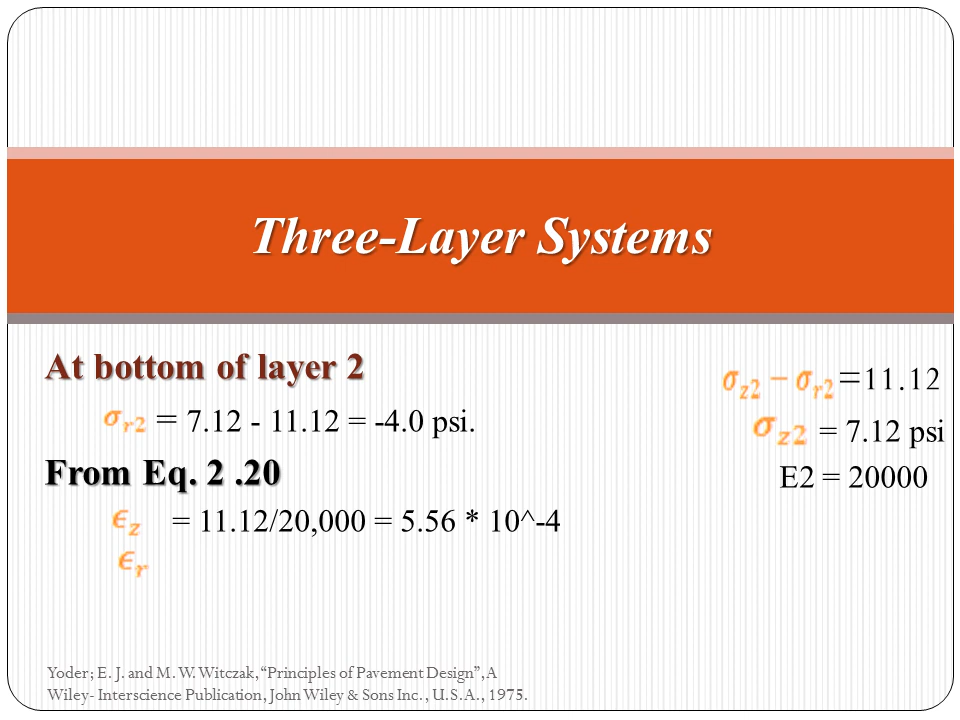 Three-Layer Systems
At bottom of layer 2
σr2 = 7.12 - 11.12 = -4.0 psi.
From Eq. 2 .20
ϵz = 11.12/20,000 = 5.56 * 10^-4
ϵr
σz2 − σr2 =11.12
σz2 = 7.12 psi
E2 = 20000
Yoder; E. J. and M. W. Witczak, “Principles of Pavement Design”, A
Wiley- Interscience Publication, John Wiley & Sons Inc., U.S.A., 1975.